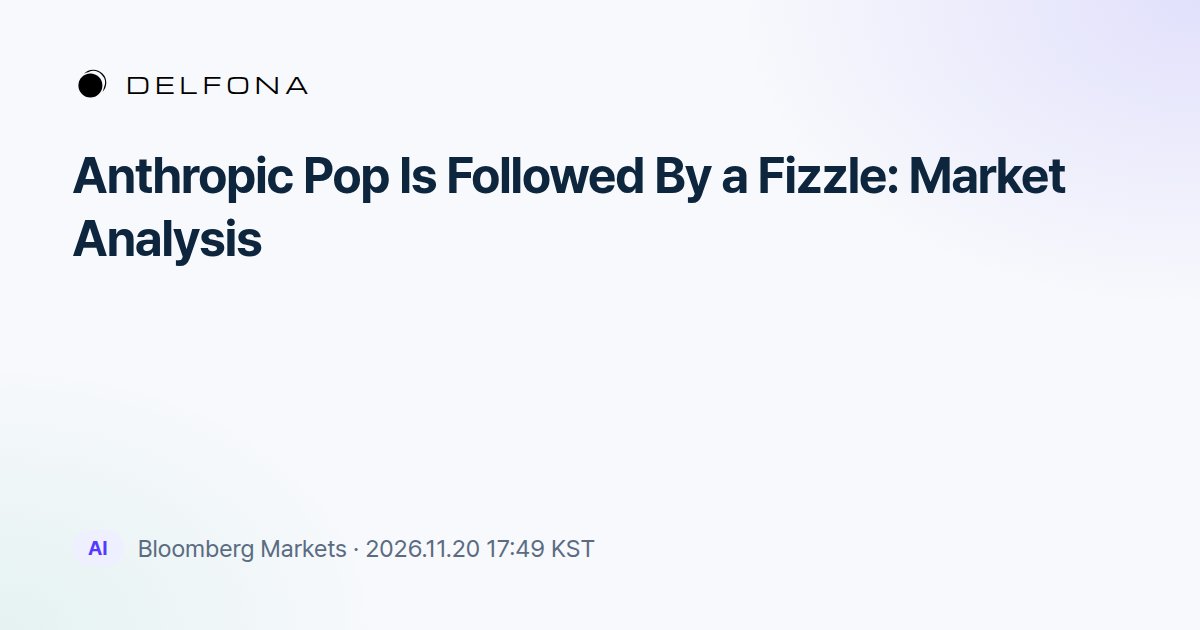 DELFONA
Anthropic Pop Is Followed By a Fizzle: Market
Analysis
AI Bloomberg Markets · 2026.11.20 17:49 KST